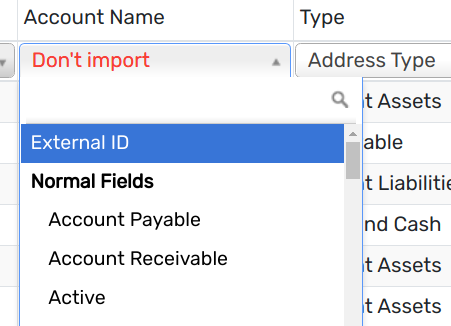 Account Name Type
Don't import Address Type
t Assets
External ID able
Normal Fields t Liabilitie
Account Payable nd Cash
Account Receivable t Assets
Active t Assets